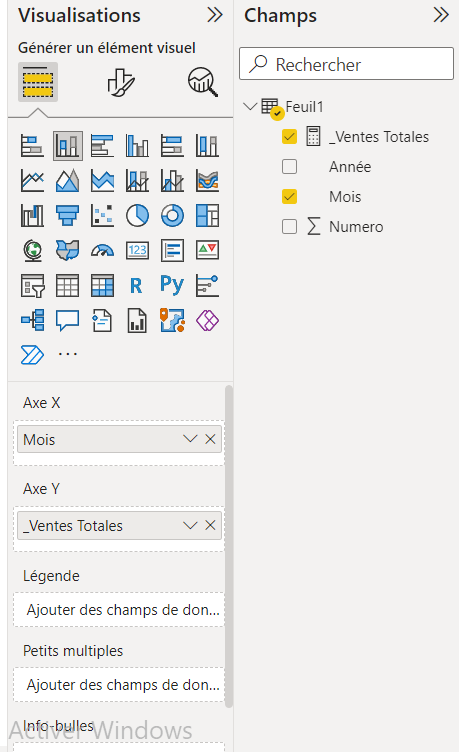 Visualisations
Générer un élément visuel
123
R
Py
...
Axe X
Mois
Axe Y
_Ventes Totales
Légende
Ajouter des champs de don...
Petits multiples
Ajouter des champs de don...
Info-bulles
Activer Windows
Champs
Rechercher
Feuil1
_Ventes Totales
Année
Mois
∑ Numero